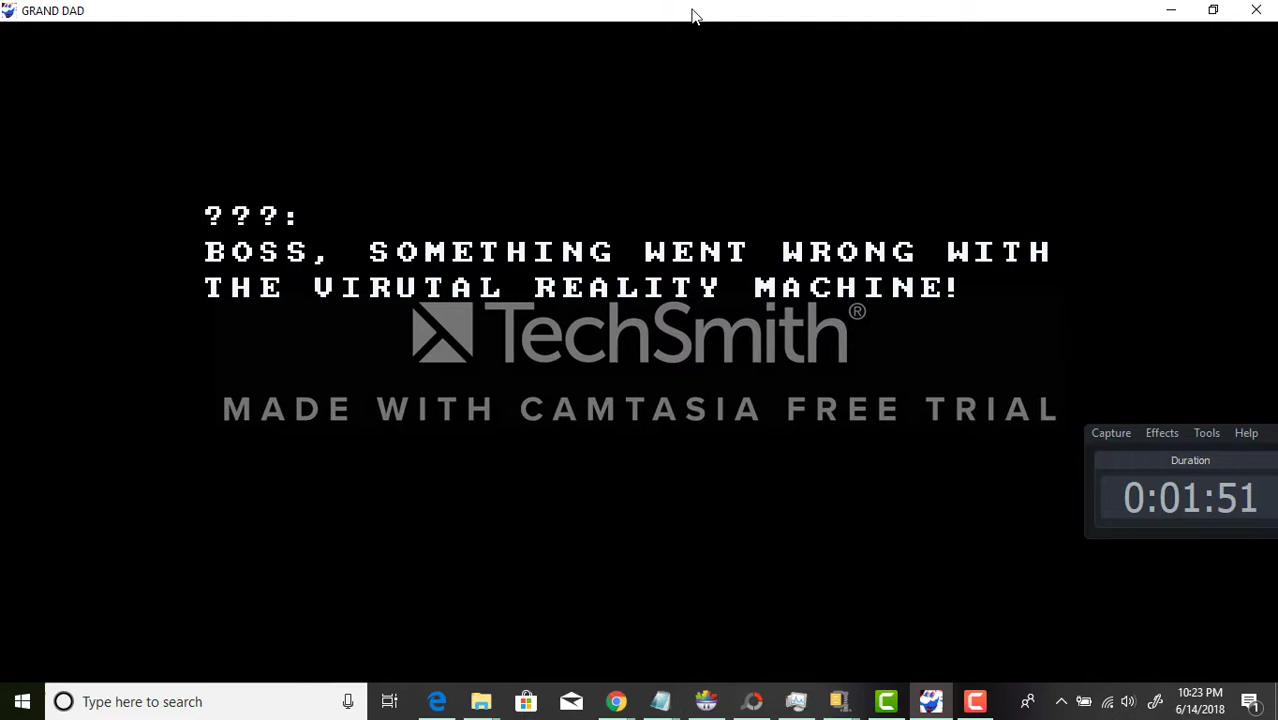 GRAND DAD
???:
BOSS, SOMETHING WENT WRONG WITH
THE VIRUTAL REALITY MACHINE!
TechSmith®
MADE WITH CAMTASIA FREE TRIAL
Capture Effects Tools Help
Duration
0:01:51
Type here to search
10:23 PM
6/14/2018
1